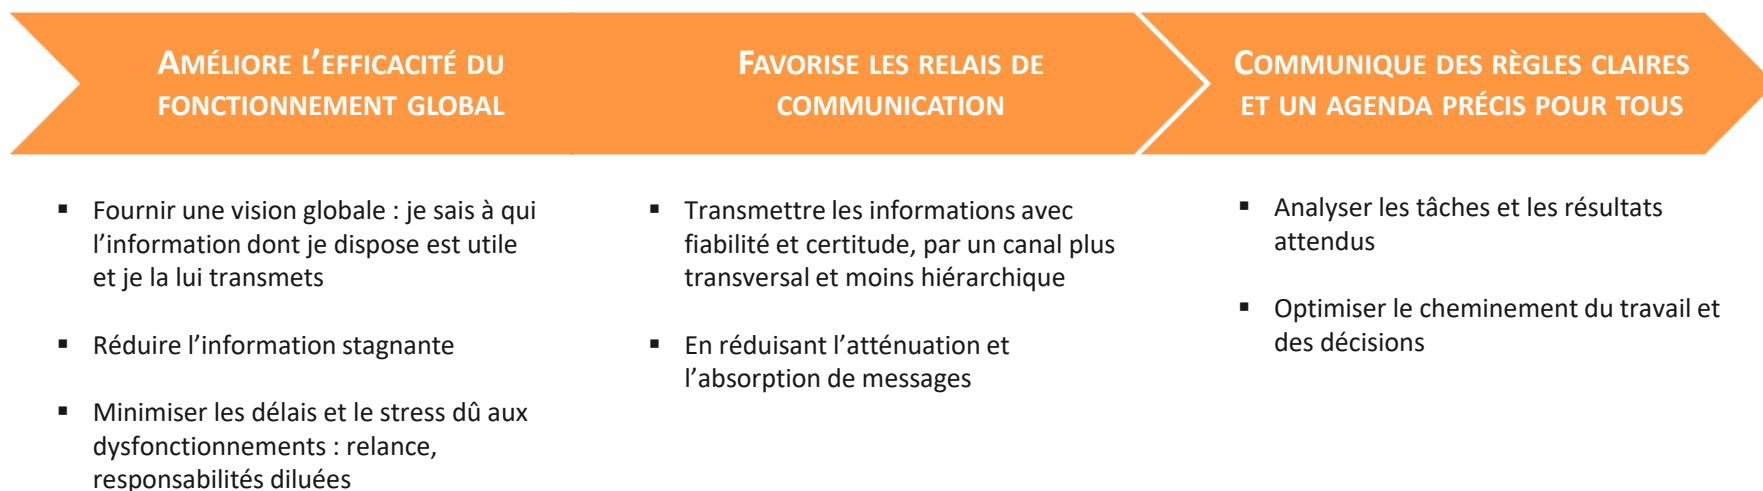 AMÉLIORE L’EFFICACITÉ DU
FONCTIONNEMENT GLOBAL
FAVORISE LES RELAIS DE
COMMUNICATION
COMMUNIQUE DES RÈGLES CLAIRES
ET UN AGENDA PRÉCIS POUR TOUS
▪ Fournir une vision globale : je sais à qui
l’information dont je dispose est utile
et je la lui transmets
▪ Réduire l’information stagnante
▪ Minimiser les délais et le stress dû aux
dysfonctionnements : relance,
responsabilités diluées
▪ Transmettre les informations avec
fiabilité et certitude, par un canal plus
transversal et moins hiérarchique
▪ En réduisant l’atténuation et
l’absorption de messages
▪ Analyser les tâches et les résultats
attendus
▪ Optimiser le cheminement du travail et
des décisions